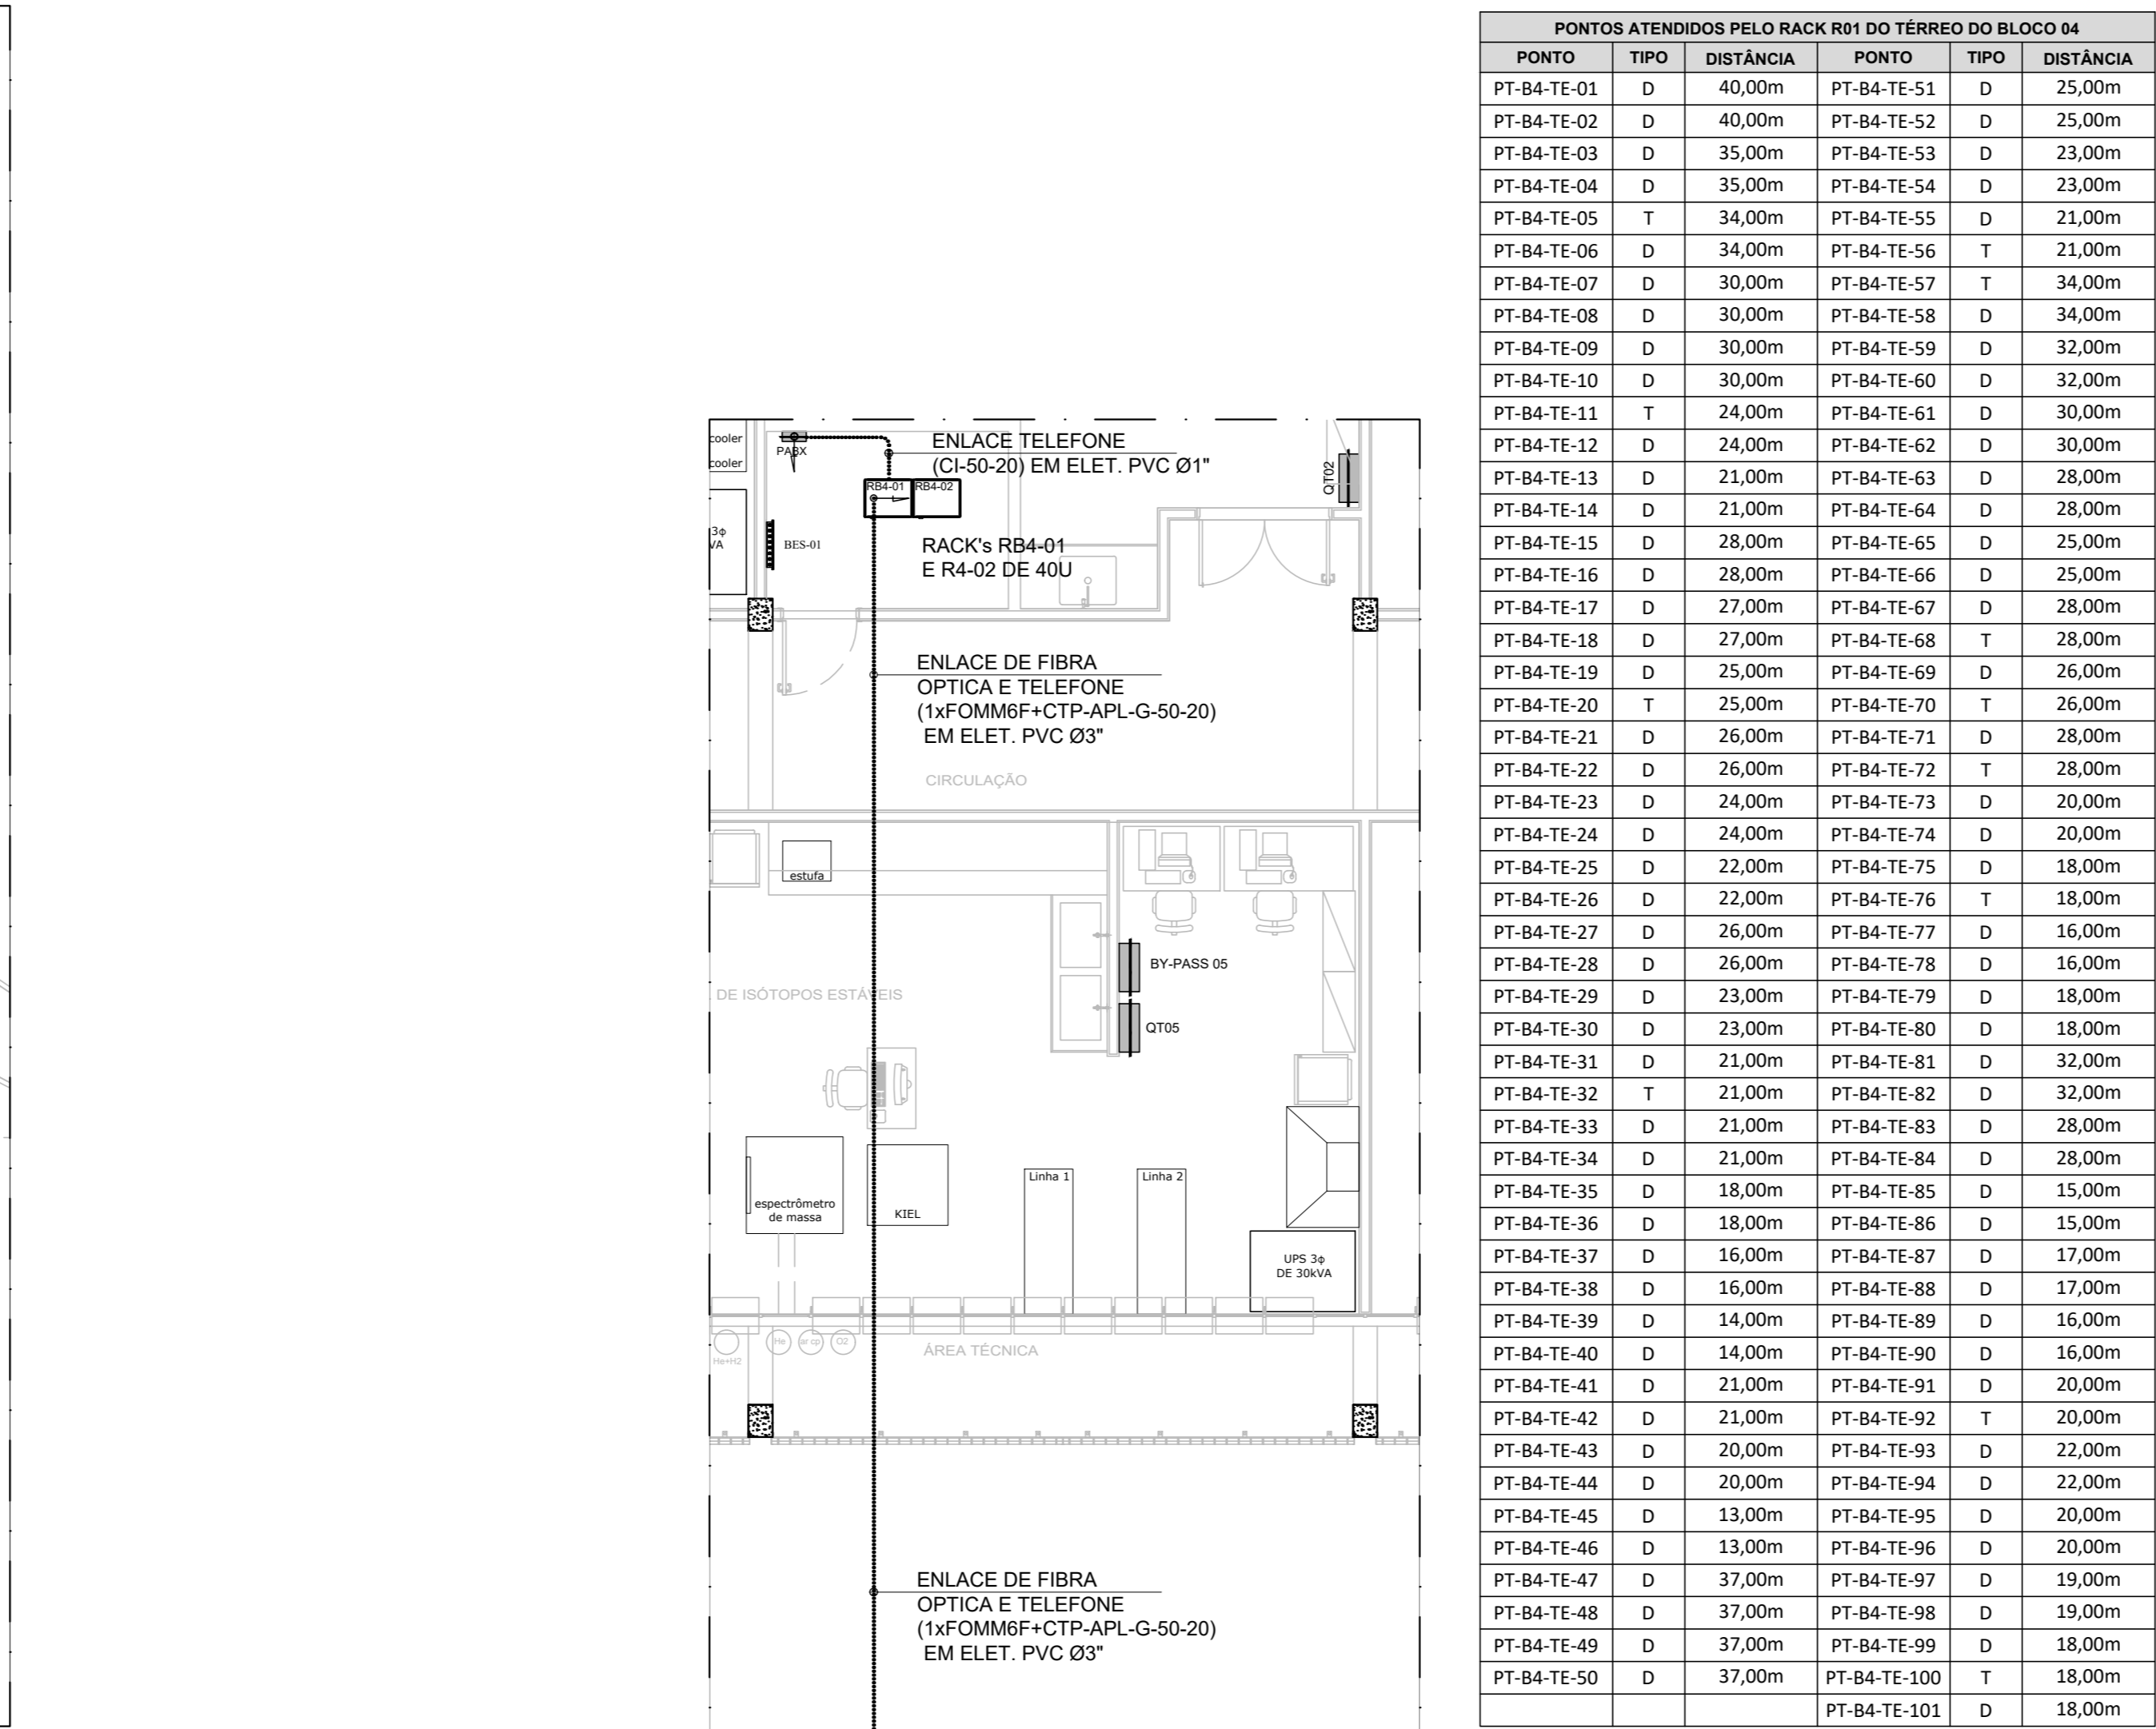 cooler
cooler
PABX
ENLACE TELEFONE
(CI-50-20) EM ELET. PVC Ø1"
QT02
RB4-01
RB4-02
3φ
VA
BES-01
RACK's RB4-01
E R4-02 DE 40U
ENLACE DE FIBRA
OPTICA E TELEFONE
(1xFOMM6F+CTP-APL-G-50-20)
EM ELET. PVC Ø3"
CIRCULAÇÃO
estufa
BY-PASS 05
DE ISÓTOPOS ESTÁVEIS
QT05
Linha 1
Linha 2
espectrômetro
de massa
KIEL
UPS 3φ
DE 30kVA
He
ar cp
O2
He+H2
ÁREA TÉCNICA
ENLACE DE FIBRA
OPTICA E TELEFONE
(1xFOMM6F+CTP-APL-G-50-20)
EM ELET. PVC Ø3"
PONTOS ATENDIDOS PELO RACK R01 DO TÉRREO DO BLOCO 04
PONTO TIPO DISTÂNCIA PONTO TIPO DISTÂNCIA
PT-B4-TE-01 D 40,00m PT-B4-TE-51 D 25,00m
PT-B4-TE-02 D 40,00m PT-B4-TE-52 D 25,00m
PT-B4-TE-03 D 35,00m PT-B4-TE-53 D 23,00m
PT-B4-TE-04 D 35,00m PT-B4-TE-54 D 23,00m
PT-B4-TE-05 T 34,00m PT-B4-TE-55 D 21,00m
PT-B4-TE-06 D 34,00m PT-B4-TE-56 T 21,00m
PT-B4-TE-07 D 30,00m PT-B4-TE-57 T 34,00m
PT-B4-TE-08 D 30,00m PT-B4-TE-58 D 34,00m
PT-B4-TE-09 D 30,00m PT-B4-TE-59 D 32,00m
PT-B4-TE-10 D 30,00m PT-B4-TE-60 D 32,00m
PT-B4-TE-11 T 24,00m PT-B4-TE-61 D 30,00m
PT-B4-TE-12 D 24,00m PT-B4-TE-62 D 30,00m
PT-B4-TE-13 D 21,00m PT-B4-TE-63 D 28,00m
PT-B4-TE-14 D 21,00m PT-B4-TE-64 D 28,00m
PT-B4-TE-15 D 28,00m PT-B4-TE-65 D 25,00m
PT-B4-TE-16 D 28,00m PT-B4-TE-66 D 25,00m
PT-B4-TE-17 D 27,00m PT-B4-TE-67 D 28,00m
PT-B4-TE-18 D 27,00m PT-B4-TE-68 T 28,00m
PT-B4-TE-19 D 25,00m PT-B4-TE-69 D 26,00m
PT-B4-TE-20 T 25,00m PT-B4-TE-70 T 26,00m
PT-B4-TE-21 D 26,00m PT-B4-TE-71 D 28,00m
PT-B4-TE-22 D 26,00m PT-B4-TE-72 T 28,00m
PT-B4-TE-23 D 24,00m PT-B4-TE-73 D 20,00m
PT-B4-TE-24 D 24,00m PT-B4-TE-74 D 20,00m
PT-B4-TE-25 D 22,00m PT-B4-TE-75 D 18,00m
PT-B4-TE-26 D 22,00m PT-B4-TE-76 T 18,00m
PT-B4-TE-27 D 26,00m PT-B4-TE-77 D 16,00m
PT-B4-TE-28 D 26,00m PT-B4-TE-78 D 16,00m
PT-B4-TE-29 D 23,00m PT-B4-TE-79 D 18,00m
PT-B4-TE-30 D 23,00m PT-B4-TE-80 D 18,00m
PT-B4-TE-31 D 21,00m PT-B4-TE-81 D 32,00m
PT-B4-TE-32 T 21,00m PT-B4-TE-82 D 32,00m
PT-B4-TE-33 D 21,00m PT-B4-TE-83 D 28,00m
PT-B4-TE-34 D 21,00m PT-B4-TE-84 D 28,00m
PT-B4-TE-35 D 18,00m PT-B4-TE-85 D 15,00m
PT-B4-TE-36 D 18,00m PT-B4-TE-86 D 15,00m
PT-B4-TE-37 D 16,00m PT-B4-TE-87 D 17,00m
PT-B4-TE-38 D 16,00m PT-B4-TE-88 D 17,00m
PT-B4-TE-39 D 14,00m PT-B4-TE-89 D 16,00m
PT-B4-TE-40 D 14,00m PT-B4-TE-90 D 16,00m
PT-B4-TE-41 D 21,00m PT-B4-TE-91 D 20,00m
PT-B4-TE-42 D 21,00m PT-B4-TE-92 T 20,00m
PT-B4-TE-43 D 20,00m PT-B4-TE-93 D 22,00m
PT-B4-TE-44 D 20,00m PT-B4-TE-94 D 22,00m
PT-B4-TE-45 D 13,00m PT-B4-TE-95 D 20,00m
PT-B4-TE-46 D 13,00m PT-B4-TE-96 D 20,00m
PT-B4-TE-47 D 37,00m PT-B4-TE-97 D 19,00m
PT-B4-TE-48 D 37,00m PT-B4-TE-98 D 19,00m
PT-B4-TE-49 D 37,00m PT-B4-TE-99 D 18,00m
PT-B4-TE-50 D 37,00m PT-B4-TE-100 T 18,00m
PT-B4-TE-101 D 18,00m